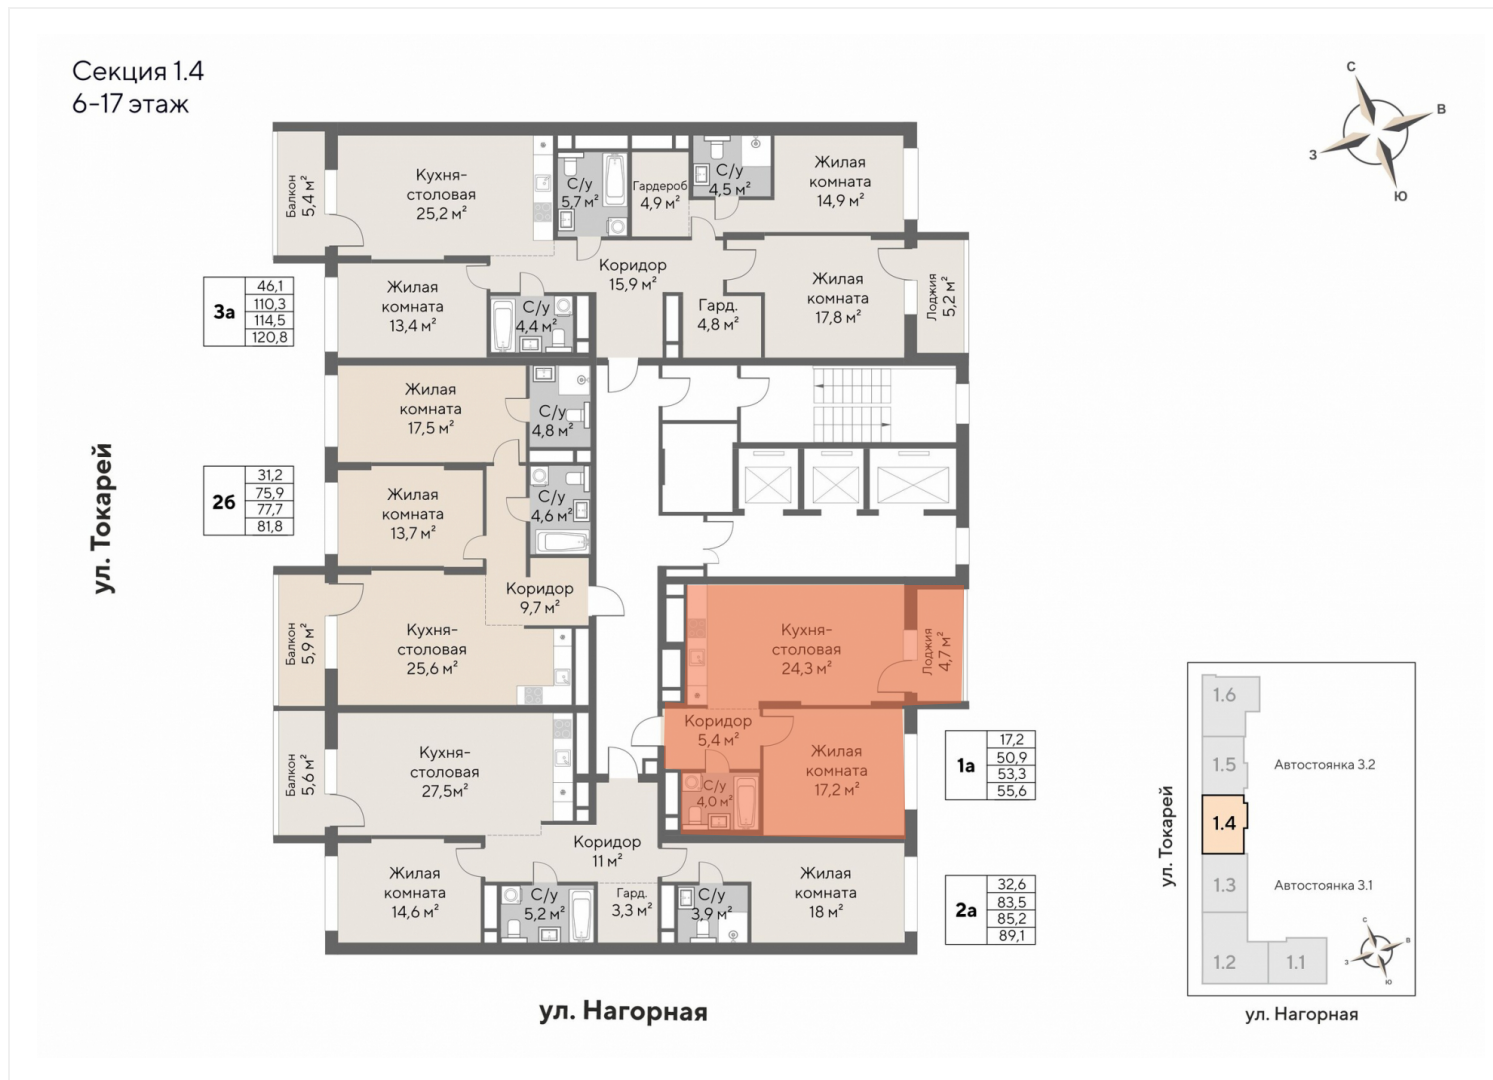 Секция 1.4
6-17 этаж
С
В
З
Ю
Балкон
5,4 м²
Кухня-
столовая
25,2 м²
С/у
5,7 м²
Гардероб
4,9 м²
С/у
4,5 м²
Жилая
комната
14,9 м²
Коридор
15,9 м²
Жилая
комната
17,8 м²
Лоджия
5,2 м²
Жилая
комната
13,4 м²
С/у
4,4 м²
Гард.
4,8 м²
3а
46,1
110,3
114,5
120,8
Жилая
комната
17,5 м²
С/у
4,8 м²
ул. Токарей
2б
31,2
75,9
77,7
81,8
Жилая
комната
13,7 м²
С/у
4,6 м²
Коридор
9,7 м²
Балкон
5,9 м²
Кухня-
столовая
25,6 м²
Кухня-
столовая
24,3 м²
Лоджия
4,7 м²
Коридор
5,4 м²
Жилая
комната
17,2 м²
С/у
4,0 м²
1а
17,2
50,9
53,3
55,6
Балкон
5,6 м²
Кухня-
столовая
27,5м²
Коридор
11 м²
Жилая
комната
14,6 м²
С/у
5,2 м²
Гард.
3,3 м²
С/у
3,9 м²
Жилая
комната
18 м²
2а
32,6
83,5
85,2
89,1
ул. Нагорная
1.6
1.5
Автостоянка 3.2
1.4
ул. Токарей
1.3
Автостоянка 3.1
1.2
1.1
С
В
З
Ю
ул. Нагорная